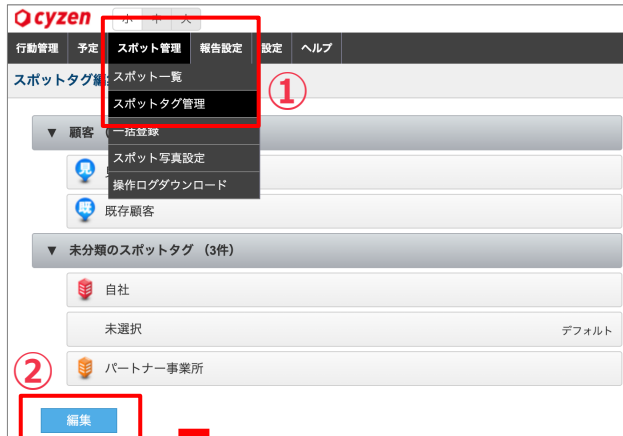 cyzen
小 中 大
行動管理 予定 スポット管理 報告設定 設定 ヘルプ
スポットタグ編
スポット一覧
①
スポットタグ管理
▼ 顧客
一括登録
スポット写真設定
見
操作ログダウンロード
既 既存顧客
▼ 未分類のスポットタグ (3件)
自社
未選択 デフォルト
② パートナー事業所
編集